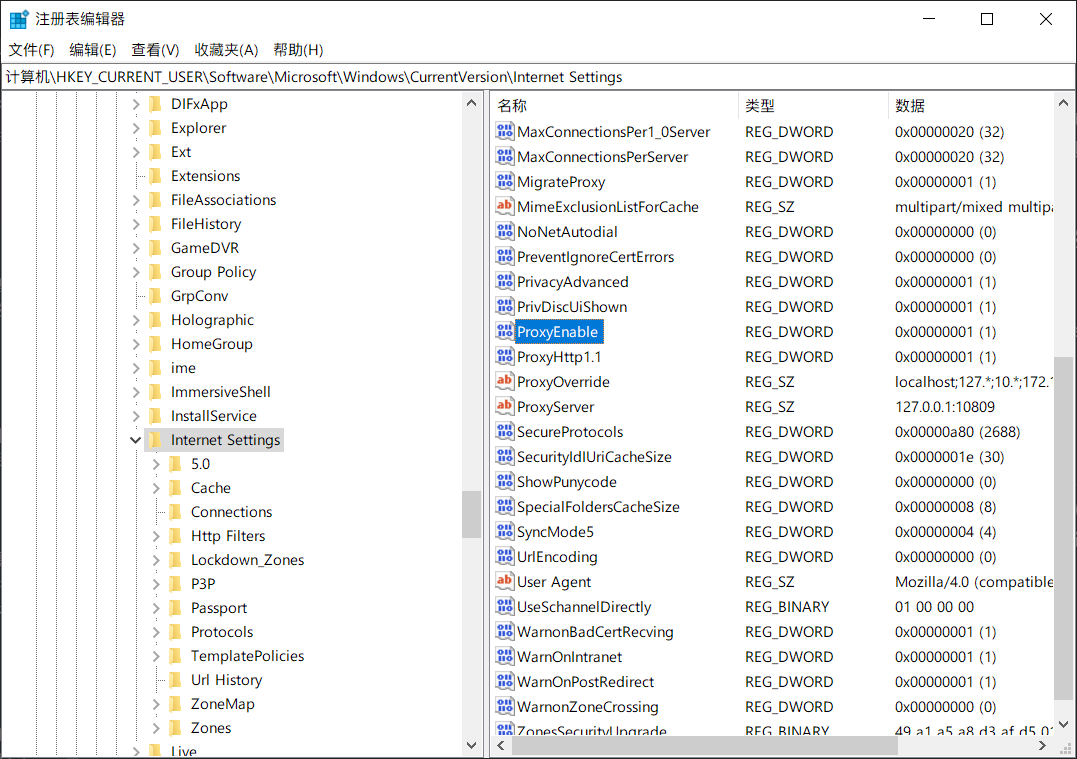 注册表编辑器
文件(F) 编辑(E) 查看(V) 收藏夹(A) 帮助(H)
计算机\HKEY_CURRENT_USER\Software\Microsoft\Windows\CurrentVersion\Internet Settings
DIFxApp
Explorer
Ext
Extensions
FileAssociations
FileHistory
GameDVR
Group Policy
GrpConv
Holographic
HomeGroup
ime
ImmersiveShell
InstallService
Internet Settings
5.0
Cache
Connections
Http Filters
Lockdown_Zones
P3P
Passport
Protocols
TemplatePolicies
Url History
ZoneMap
Zones
Live
名称 类型 数据
MaxConnectionsPer1_0Server REG_DWORD 0x00000020 (32)
MaxConnectionsPerServer REG_DWORD 0x00000020 (32)
MigrateProxy REG_DWORD 0x00000001 (1)
MimeExclusionListForCache REG_SZ multipart/mixed multipa
NoNetAutodial REG_DWORD 0x00000000 (0)
PreventIgnoreCertErrors REG_DWORD 0x00000000 (0)
PrivacyAdvanced REG_DWORD 0x00000001 (1)
PrivDiscUiShown REG_DWORD 0x00000001 (1)
ProxyEnable REG_DWORD 0x00000001 (1)
ProxyHttp1.1 REG_DWORD 0x00000001 (1)
ProxyOverride REG_SZ localhost;127.*;10.*;172.1
ProxyServer REG_SZ 127.0.0.1:10809
SecureProtocols REG_DWORD 0x00000a80 (2688)
SecurityIdIUriCacheSize REG_DWORD 0x0000001e (30)
ShowPunycode REG_DWORD 0x00000000 (0)
SpecialFoldersCacheSize REG_DWORD 0x00000008 (8)
SyncMode5 REG_DWORD 0x00000004 (4)
UrlEncoding REG_DWORD 0x00000000 (0)
User Agent REG_SZ Mozilla/4.0 (compatible
UseSchannelDirectly REG_BINARY 01 00 00 00
WarnonBadCertRecving REG_DWORD 0x00000001 (1)
WarnOnIntranet REG_DWORD 0x00000001 (1)
WarnOnPostRedirect REG_DWORD 0x00000001 (1)
WarnonZoneCrossing REG_DWORD 0x00000000 (0)
ZonesSecurityUpgrade REG_BINARY 49 a1 a5 a8 d3 af d5 01